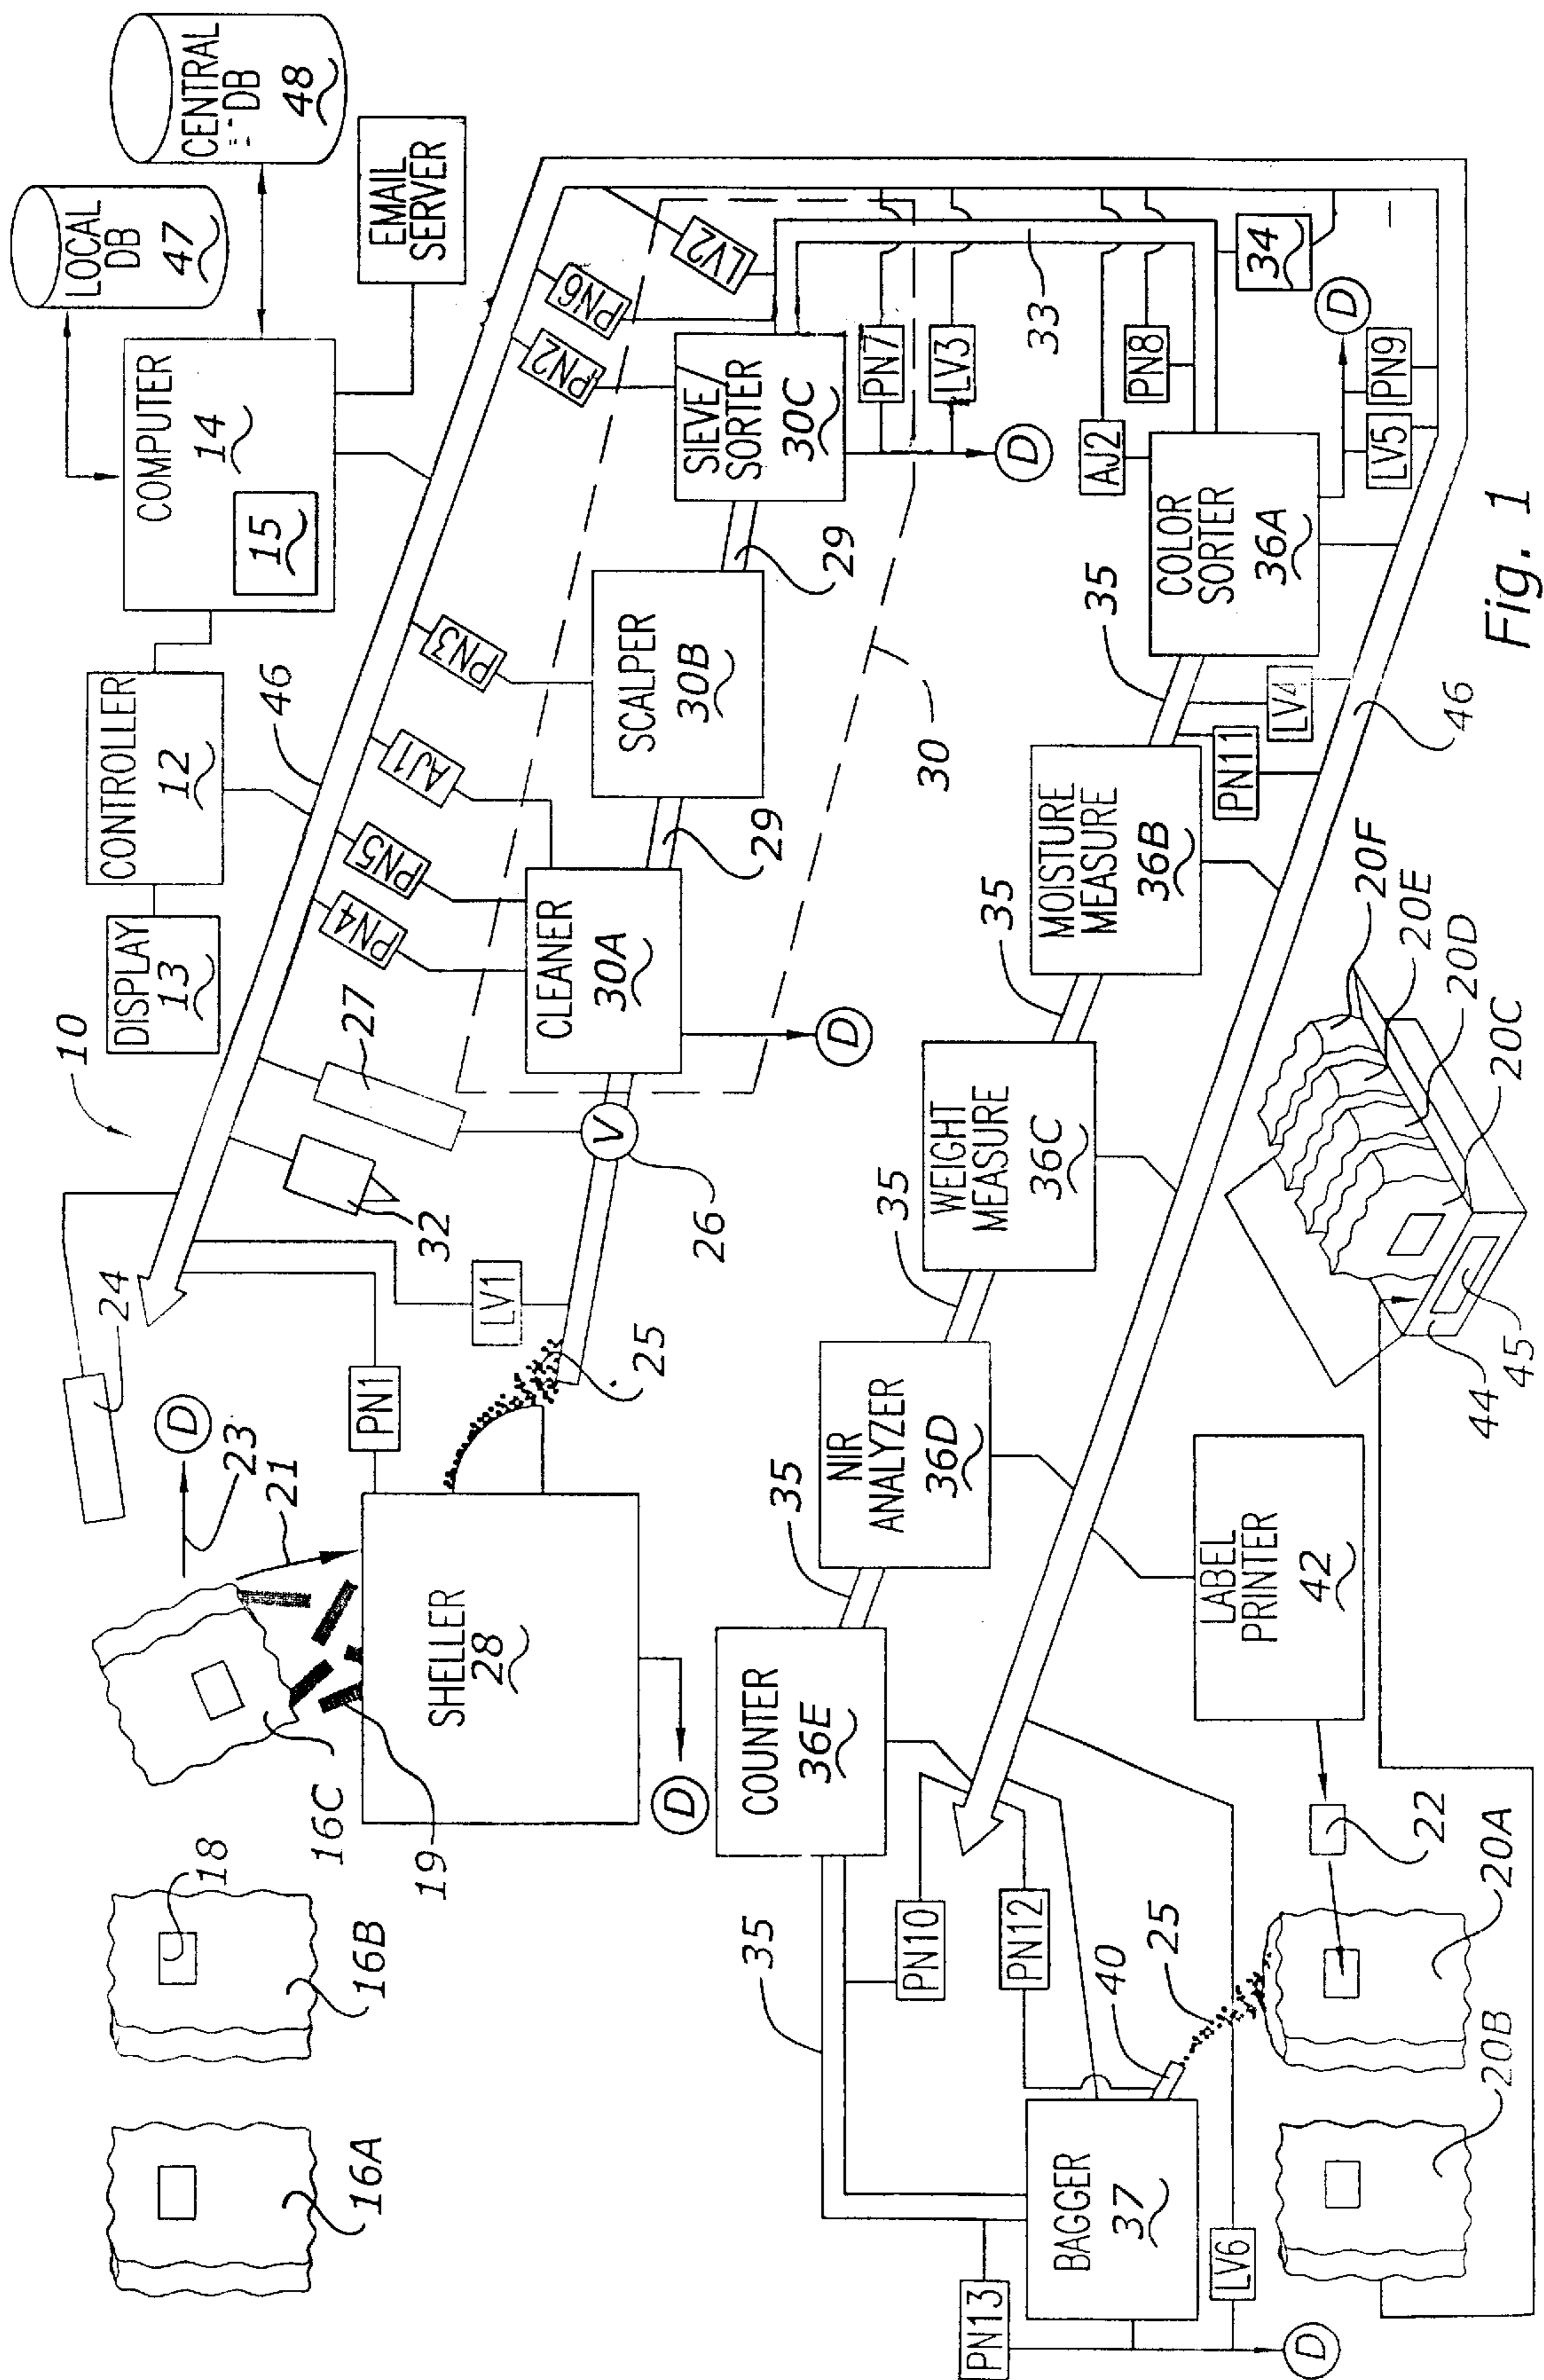 LOCAL
DB
47
CENTRAL
DB
48
COMPUTER
14
15
EMAIL
SERVER
CONTROLLER
12
DISPLAY
13
10
46
24
23
D
21
27
32
PN4
PN5
AJ1
PN3
PN2
PN6
LV2
16A
16B
18
16C
19
SHELLER
28
D
PN1
LV1
25
26
V
CLEANER
30A
D
29
SCALPER
30B
29
SIEVE
SORTER
30C
30
PN7
LV3
D
33
34
AJ2
PN8
COLOR
SORTER
36A
D
LV5
PN9
35
LV4
PN11
MOISTURE
MEASURE
36B
35
WEIGHT
MEASURE
36C
35
NIR
ANALYZER
36D
35
COUNTER
36E
35
46
PN10
PN12
40
25
BAGGER
37
PN13
LV6
D
LABEL
PRINTER
42
22
20A
20B
20F
20E
20D
20C
44
45
Fig. 1